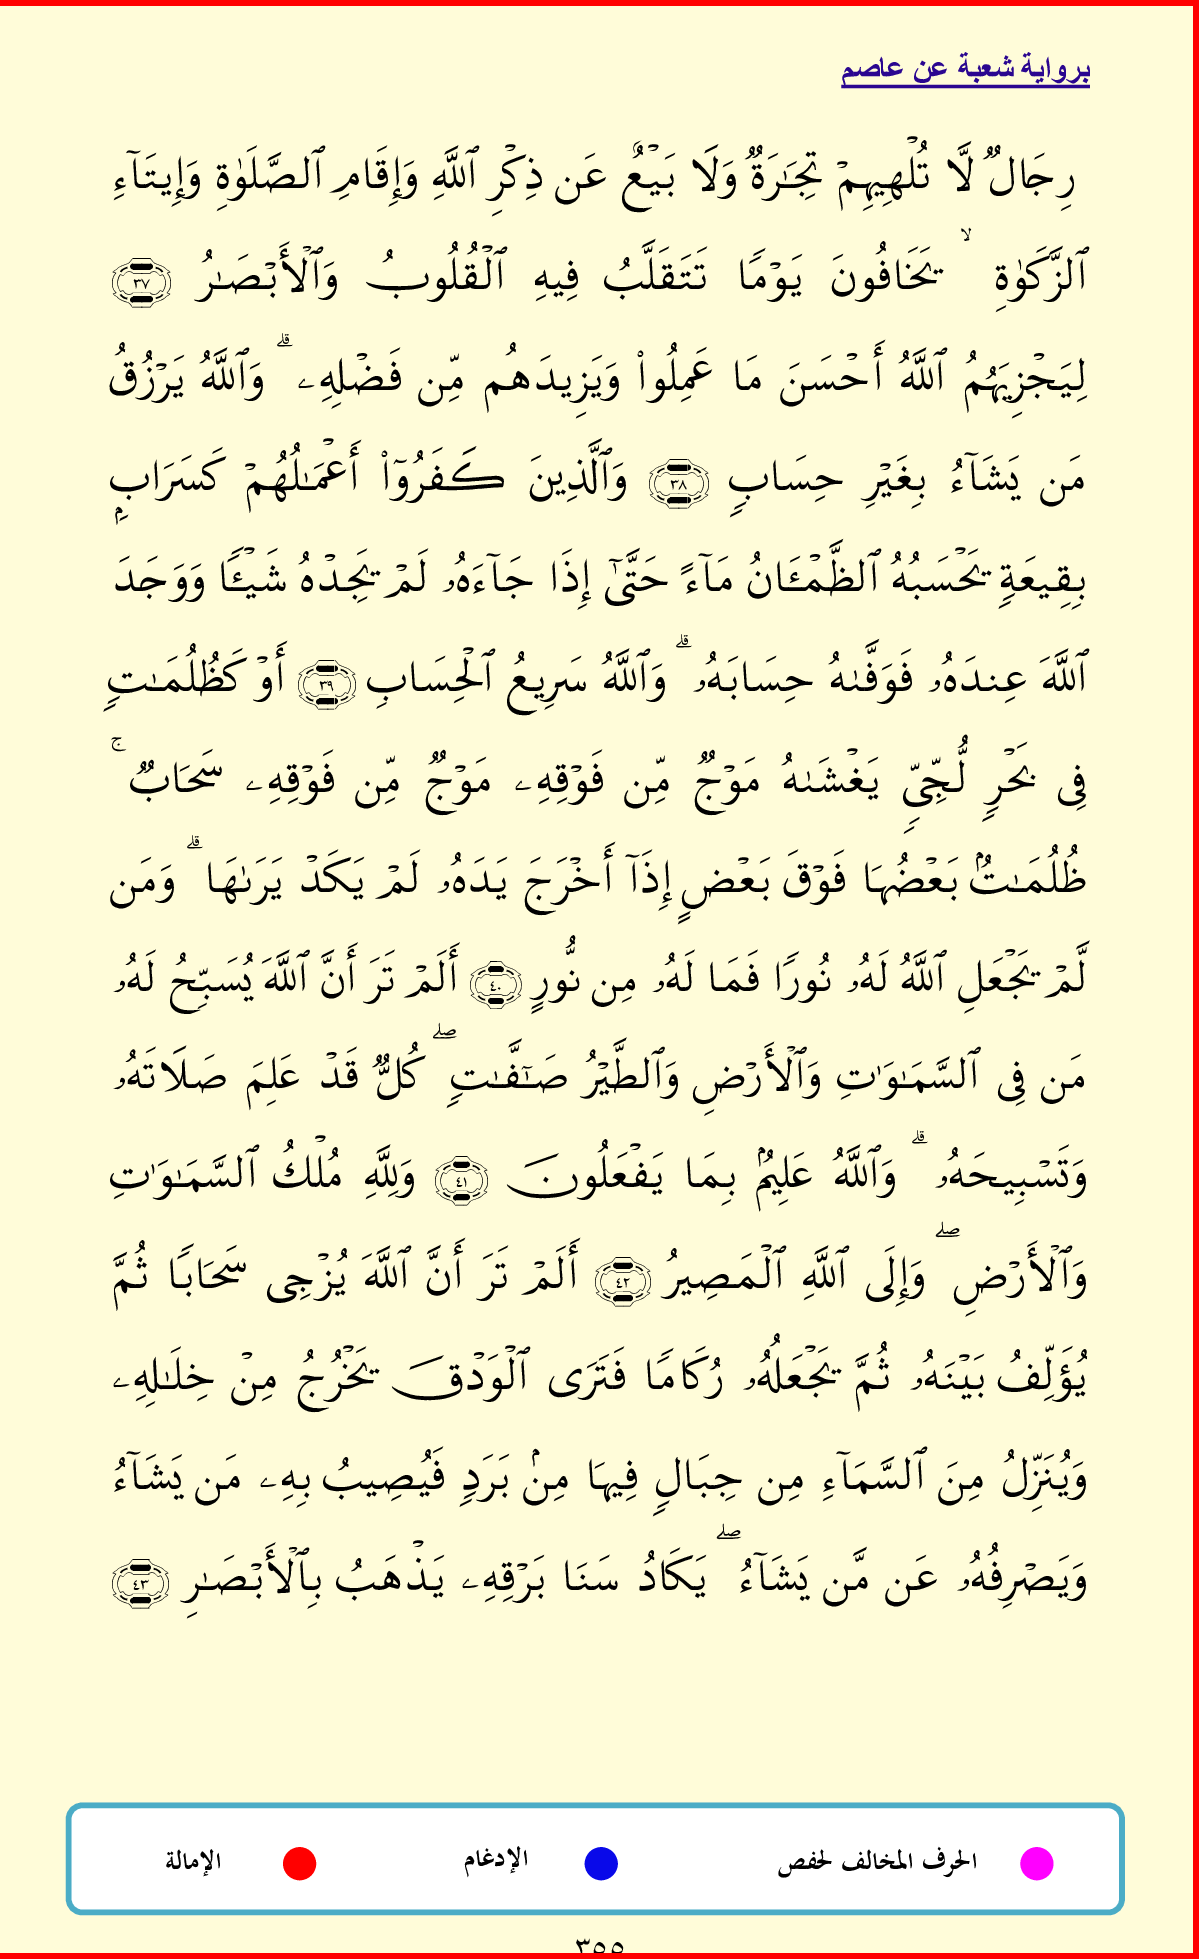 برواية شعبة عن عاصم
رِجَالٌ لَّا تُلْهِيهِمْ تِجَٰرَةٌ وَلَا بَيْعٌ عَن ذِكْرِ ٱللَّهِ وَإِقَامِ ٱلصَّلَوٰةِ وَإِيتَآءِ
ٱلزَّكَوٰةِ ۙ يَخَافُونَ يَوْمًا تَتَقَلَّبُ فِيهِ ٱلْقُلُوبُ وَٱلْأَبْصَٰرُ ٣٧
لِيَجْزِيَهُمُ ٱللَّهُ أَحْسَنَ مَا عَمِلُوا۟ وَيَزِيدَهُم مِّن فَضْلِهِۦ ۗ وَٱللَّهُ يَرْزُقُ
مَن يَشَآءُ بِغَيْرِ حِسَابٍ ٣٨ وَٱلَّذِينَ كَفَرُوٓا۟ أَعْمَٰلُهُمْ كَسَرَابٍۭ
بِقِيعَةٍ يَحْسَبُهُ ٱلظَّمْـَٔانُ مَآءً حَتَّىٰٓ إِذَا جَآءَهُۥ لَمْ يَجِدْهُ شَيْـًٔا وَوَجَدَ
ٱللَّهَ عِندَهُۥ فَوَفَّىٰهُ حِسَابَهُۥ ۗ وَٱللَّهُ سَرِيعُ ٱلْحِسَابِ ٣٩ أَوْ كَظُلُمَٰتٍ
فِى بَحْرٍ لُّجِّىٍّ يَغْشَىٰهُ مَوْجٌ مِّن فَوْقِهِۦ مَوْجٌ مِّن فَوْقِهِۦ سَحَابٌ ۚ
ظُلُمَٰتٌۢ بَعْضُهَا فَوْقَ بَعْضٍ إِذَآ أَخْرَجَ يَدَهُۥ لَمْ يَكَدْ يَرَىٰهَا ۗ وَمَن
لَّمْ يَجْعَلِ ٱللَّهُ لَهُۥ نُورًا فَمَا لَهُۥ مِن نُّورٍ ٤٠ أَلَمْ تَرَ أَنَّ ٱللَّهَ يُسَبِّحُ لَهُۥ
مَن فِى ٱلسَّمَٰوَٰتِ وَٱلْأَرْضِ وَٱلطَّيْرُ صَٰٓفَّٰتٍ ۖ كُلٌّ قَدْ عَلِمَ صَلَاتَهُۥ
وَتَسْبِيحَهُۥ ۗ وَٱللَّهُ عَلِيمٌۢ بِمَا يَفْعَلُونَ ٤١ وَلِلَّهِ مُلْكُ ٱلسَّمَٰوَٰتِ
وَٱلْأَرْضِ ۖ وَإِلَى ٱللَّهِ ٱلْمَصِيرُ ٤٢ أَلَمْ تَرَ أَنَّ ٱللَّهَ يُزْجِى سَحَابًا ثُمَّ
يُؤَلِّفُ بَيْنَهُۥ ثُمَّ يَجْعَلُهُۥ رُكَامًا فَتَرَى ٱلْوَدْقَ يَخْرُجُ مِنْ خِلَٰلِهِۦ
وَيُنَزِّلُ مِنَ ٱلسَّمَآءِ مِن جِبَالٍ فِيهَا مِنۢ بَرَدٍ فَيُصِيبُ بِهِۦ مَن يَشَآءُ
وَيَصْرِفُهُۥ عَن مَّن يَشَآءُ ۖ يَكَادُ سَنَا بَرْقِهِۦ يَذْهَبُ بِٱلْأَبْصَٰرِ ٤٣
الحرف المخالف لحفص الإدغام الإمالة
٣٥٥